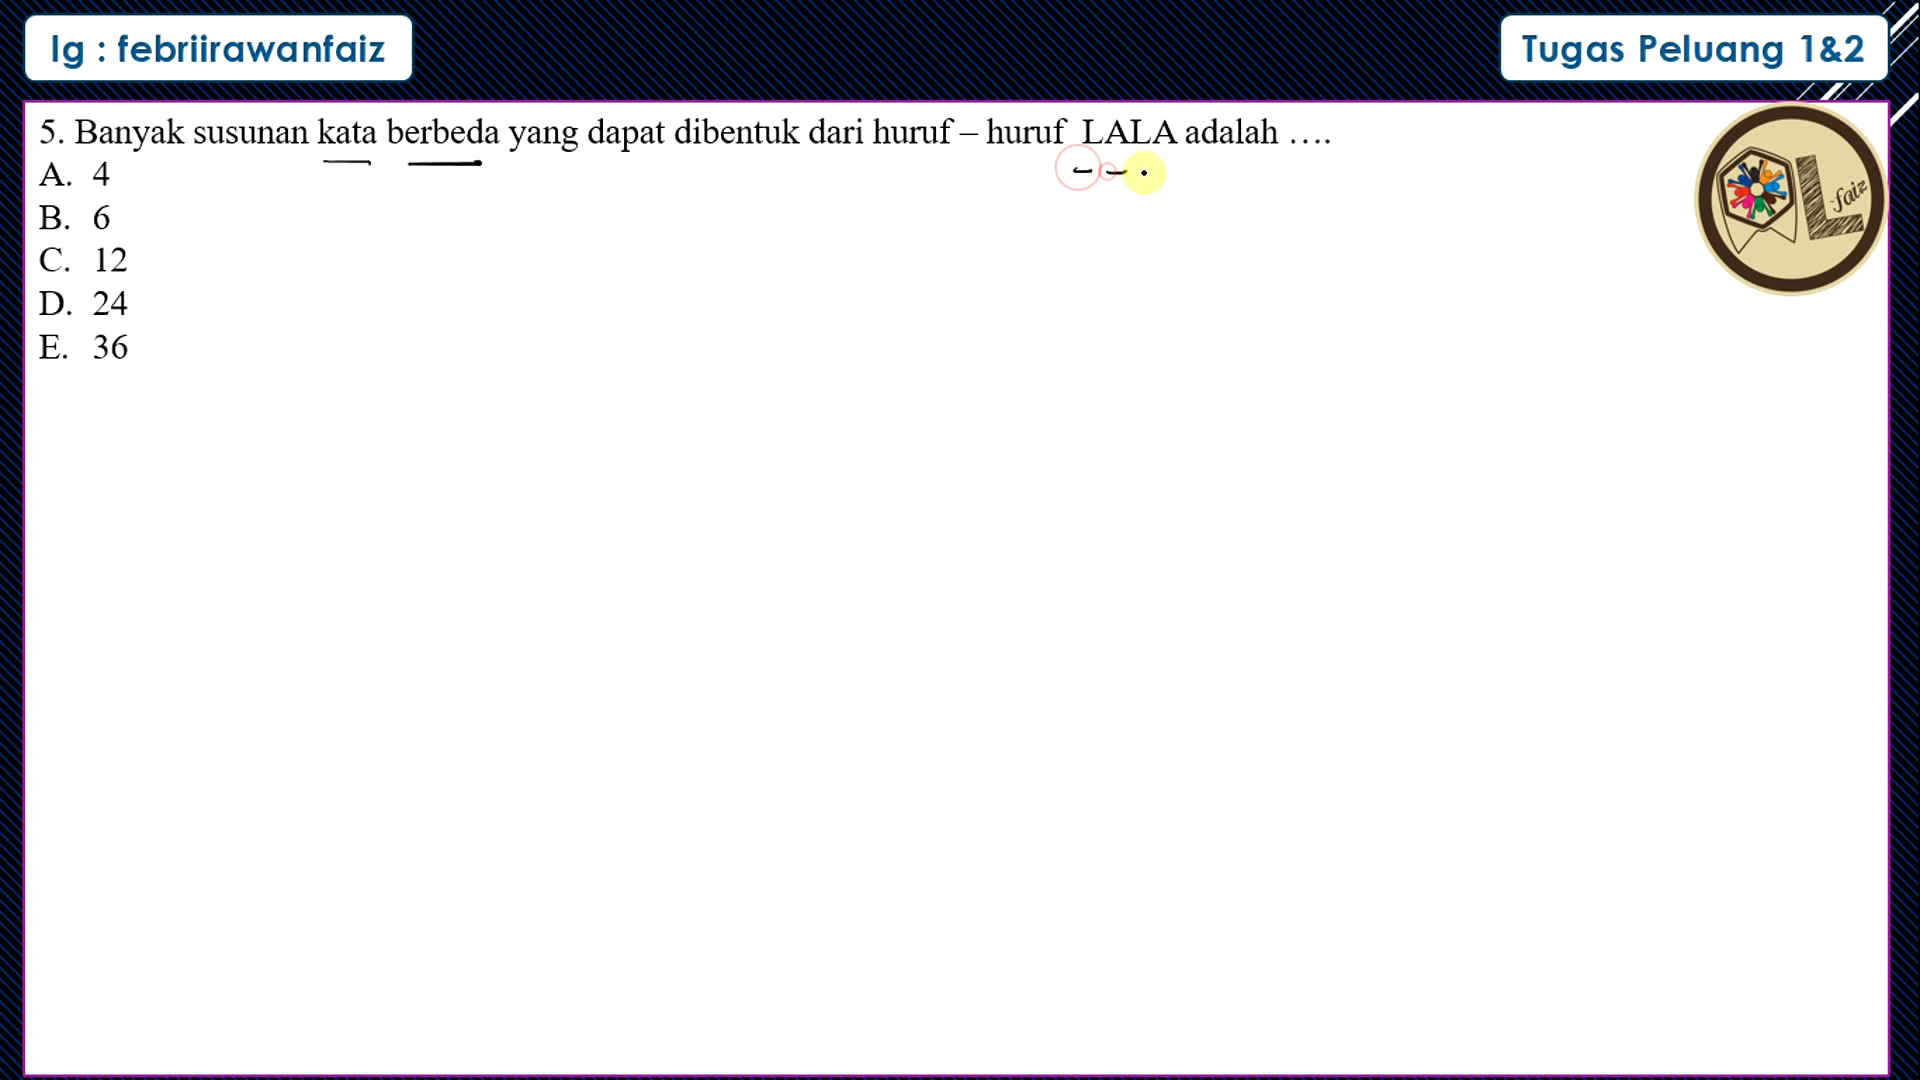 Ig : febriirawanfaiz
Tugas Peluang 1&2
5. Banyak susunan kata berbeda yang dapat dibentuk dari huruf – huruf  LALA adalah ….
A. 4
B. 6
C. 12
D. 24
E. 36
L faiz